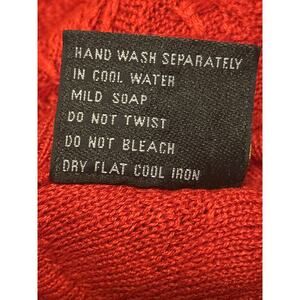 HAND WASH SEPARATELY
IN COOL WATER
MILD SOAP
DO NOT TWIST
DO NOT BLEACH
DRY FLAT COOL IRON